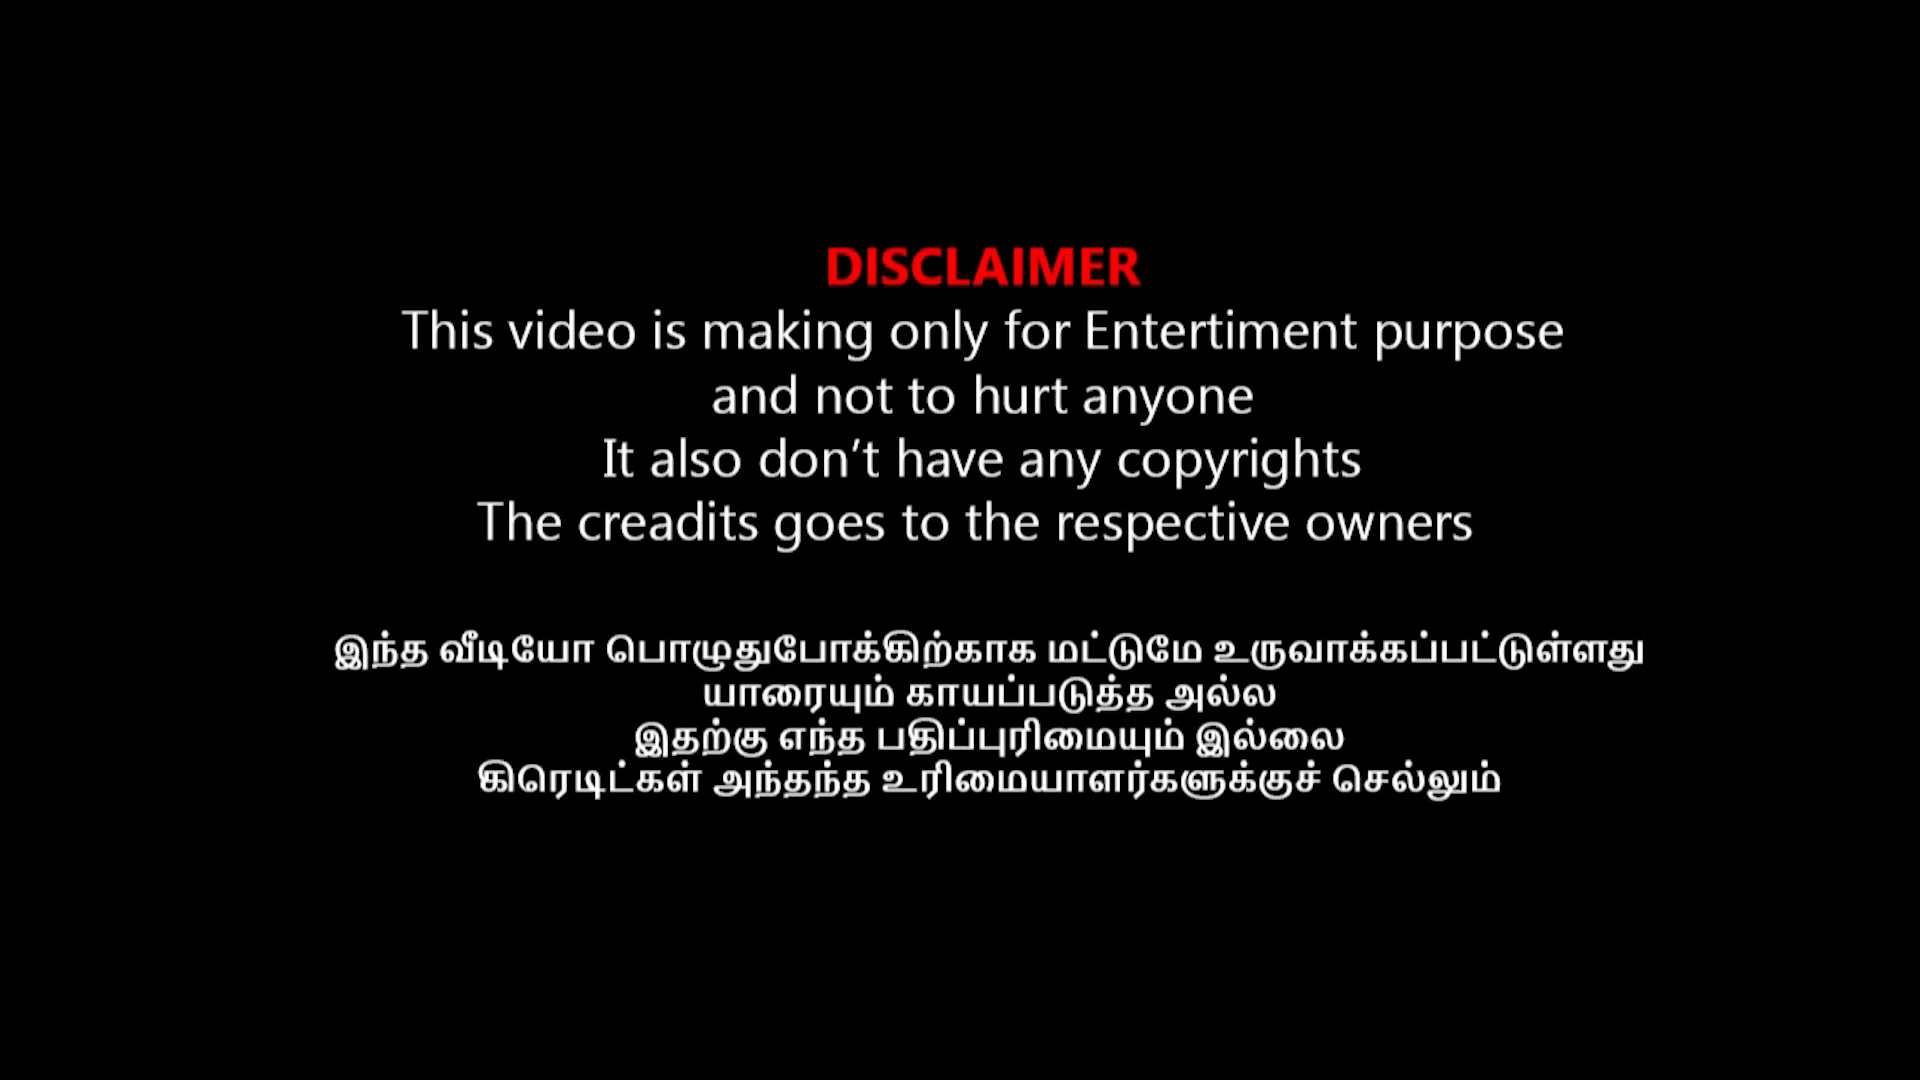 DISCLAIMER
This video is making only for Entertiment purpose
and not to hurt anyone
It also don’t have any copyrights
The creadits goes to the respective owners
இந்த வீடியோ பொழுதுபோக்கிற்காக மட்டுமே உருவாக்கப்பட்டுள்ளது
யாரையும் காயப்படுத்த அல்ல
இதற்கு எந்த பதிப்புரிமையும் இல்லை
கிரெடிட்கள் அந்தந்த உரிமையாளர்களுக்குச் செல்லும்